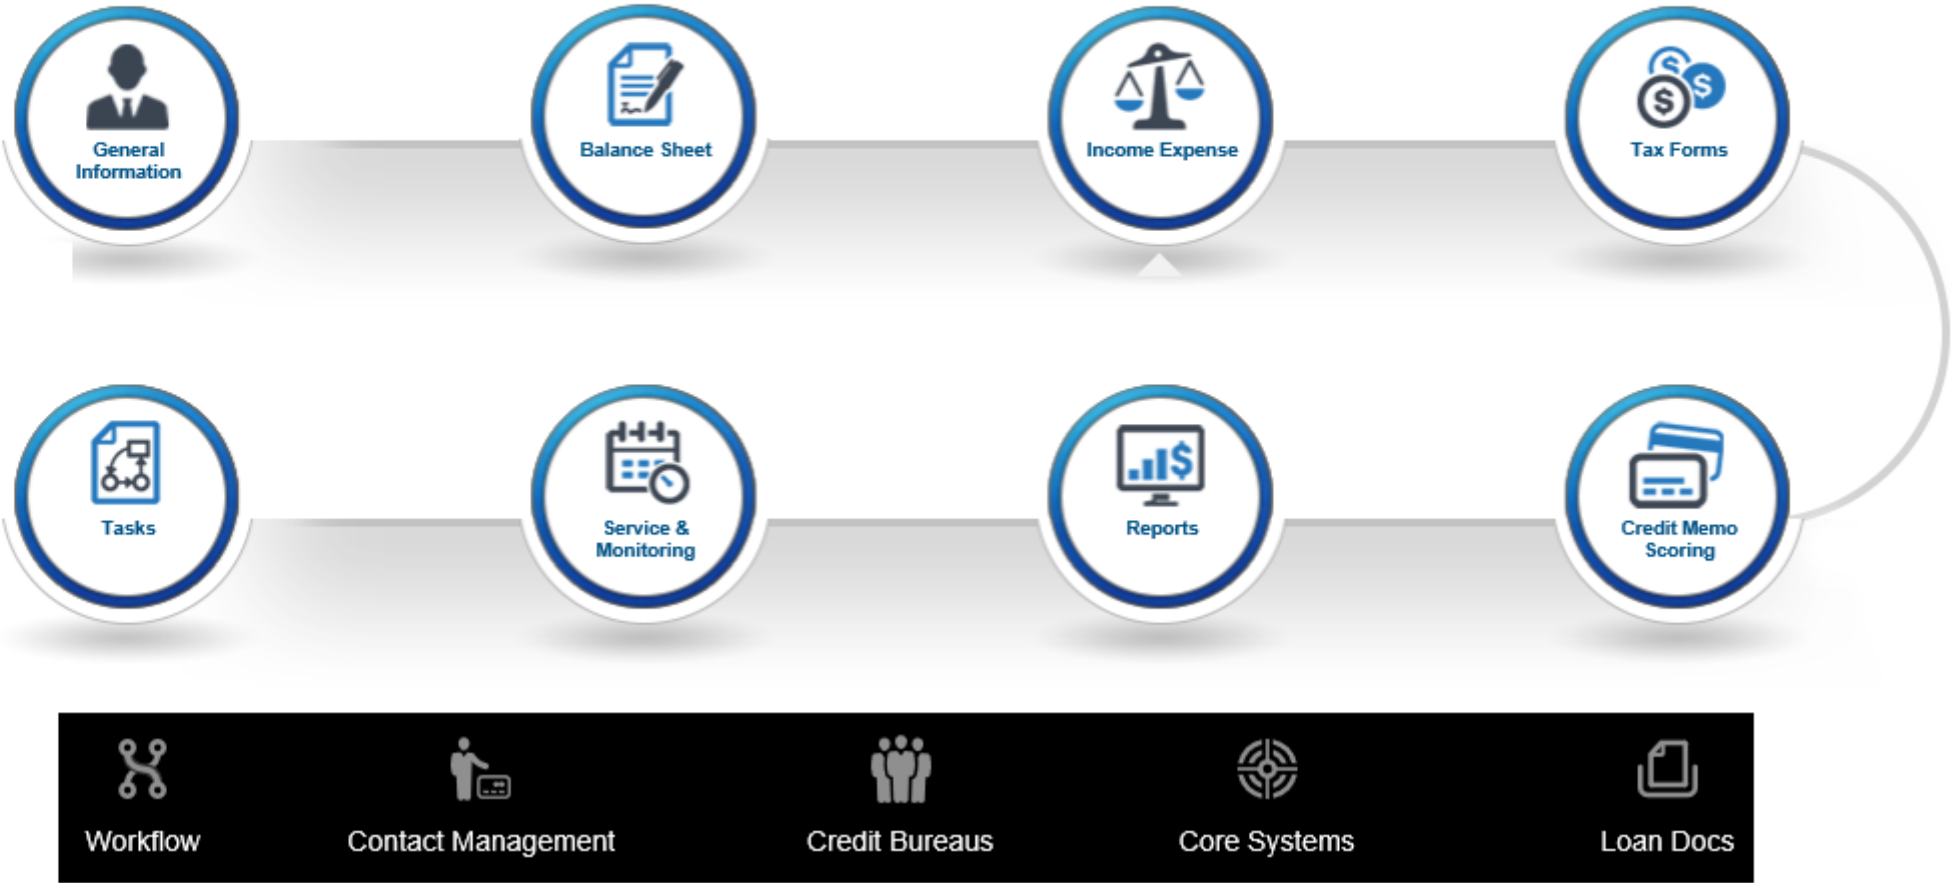 General
Information
Balance Sheet
Income Expense
Tax Forms
Tasks
Service &
Monitoring
Reports
Credit Memo
Scoring
Workflow
Contact Management
Credit Bureaus
Core Systems
Loan Docs